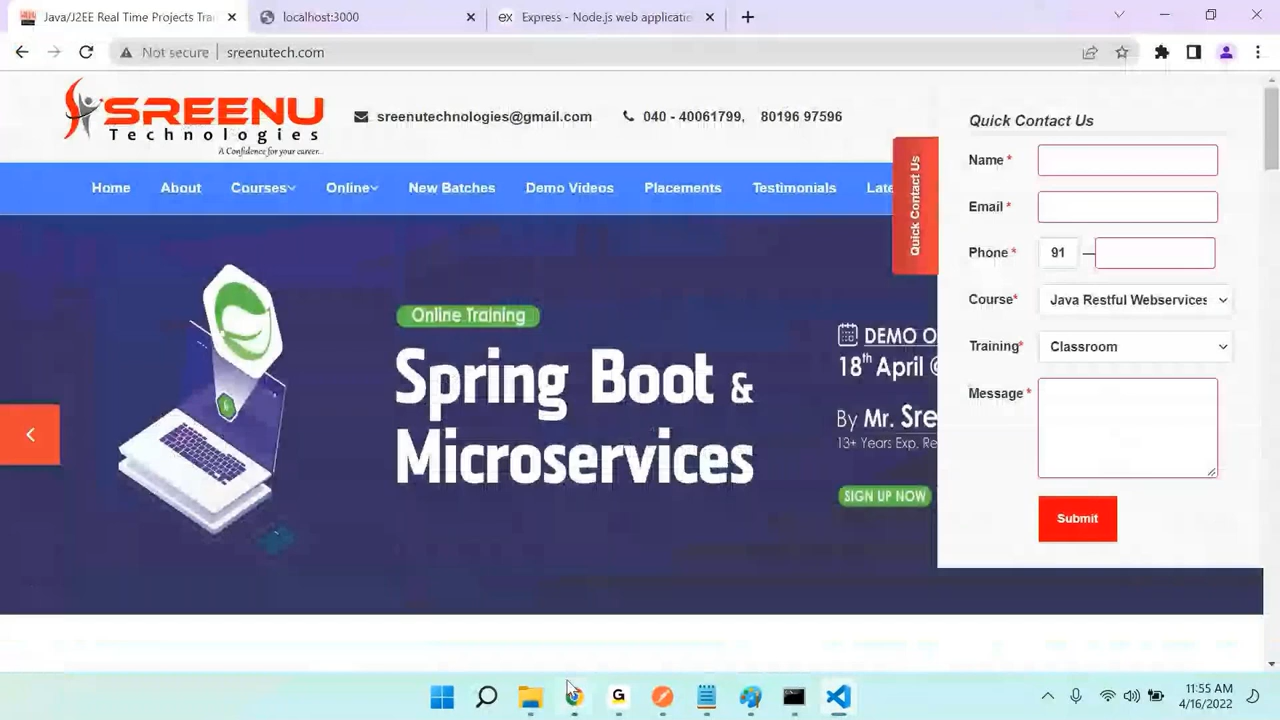 Java/J2EE Real Time Projects Trai
localhost:3000
ex Express - Node.js web applicatio
Not secure
sreenutech.com
SREENU
Technologies
A Confidence for your career...
sreenutechnologies@gmail.com
040 - 40061799, 80196 97596
Home
About
Courses
Online
New Batches
Demo Videos
Placements
Testimonials
Late
Quick Contact Us
Online Training
Spring Boot &
Microservices
DEMO O
18th April @
By Mr. Sre
13+ Years Exp. Re
SIGN UP NOW
Quick Contact Us
Name *
Email *
Phone * 91 —
Course* Java Restful Webservices
Training* Classroom
Message *
Submit
G
11:55 AM
4/16/2022